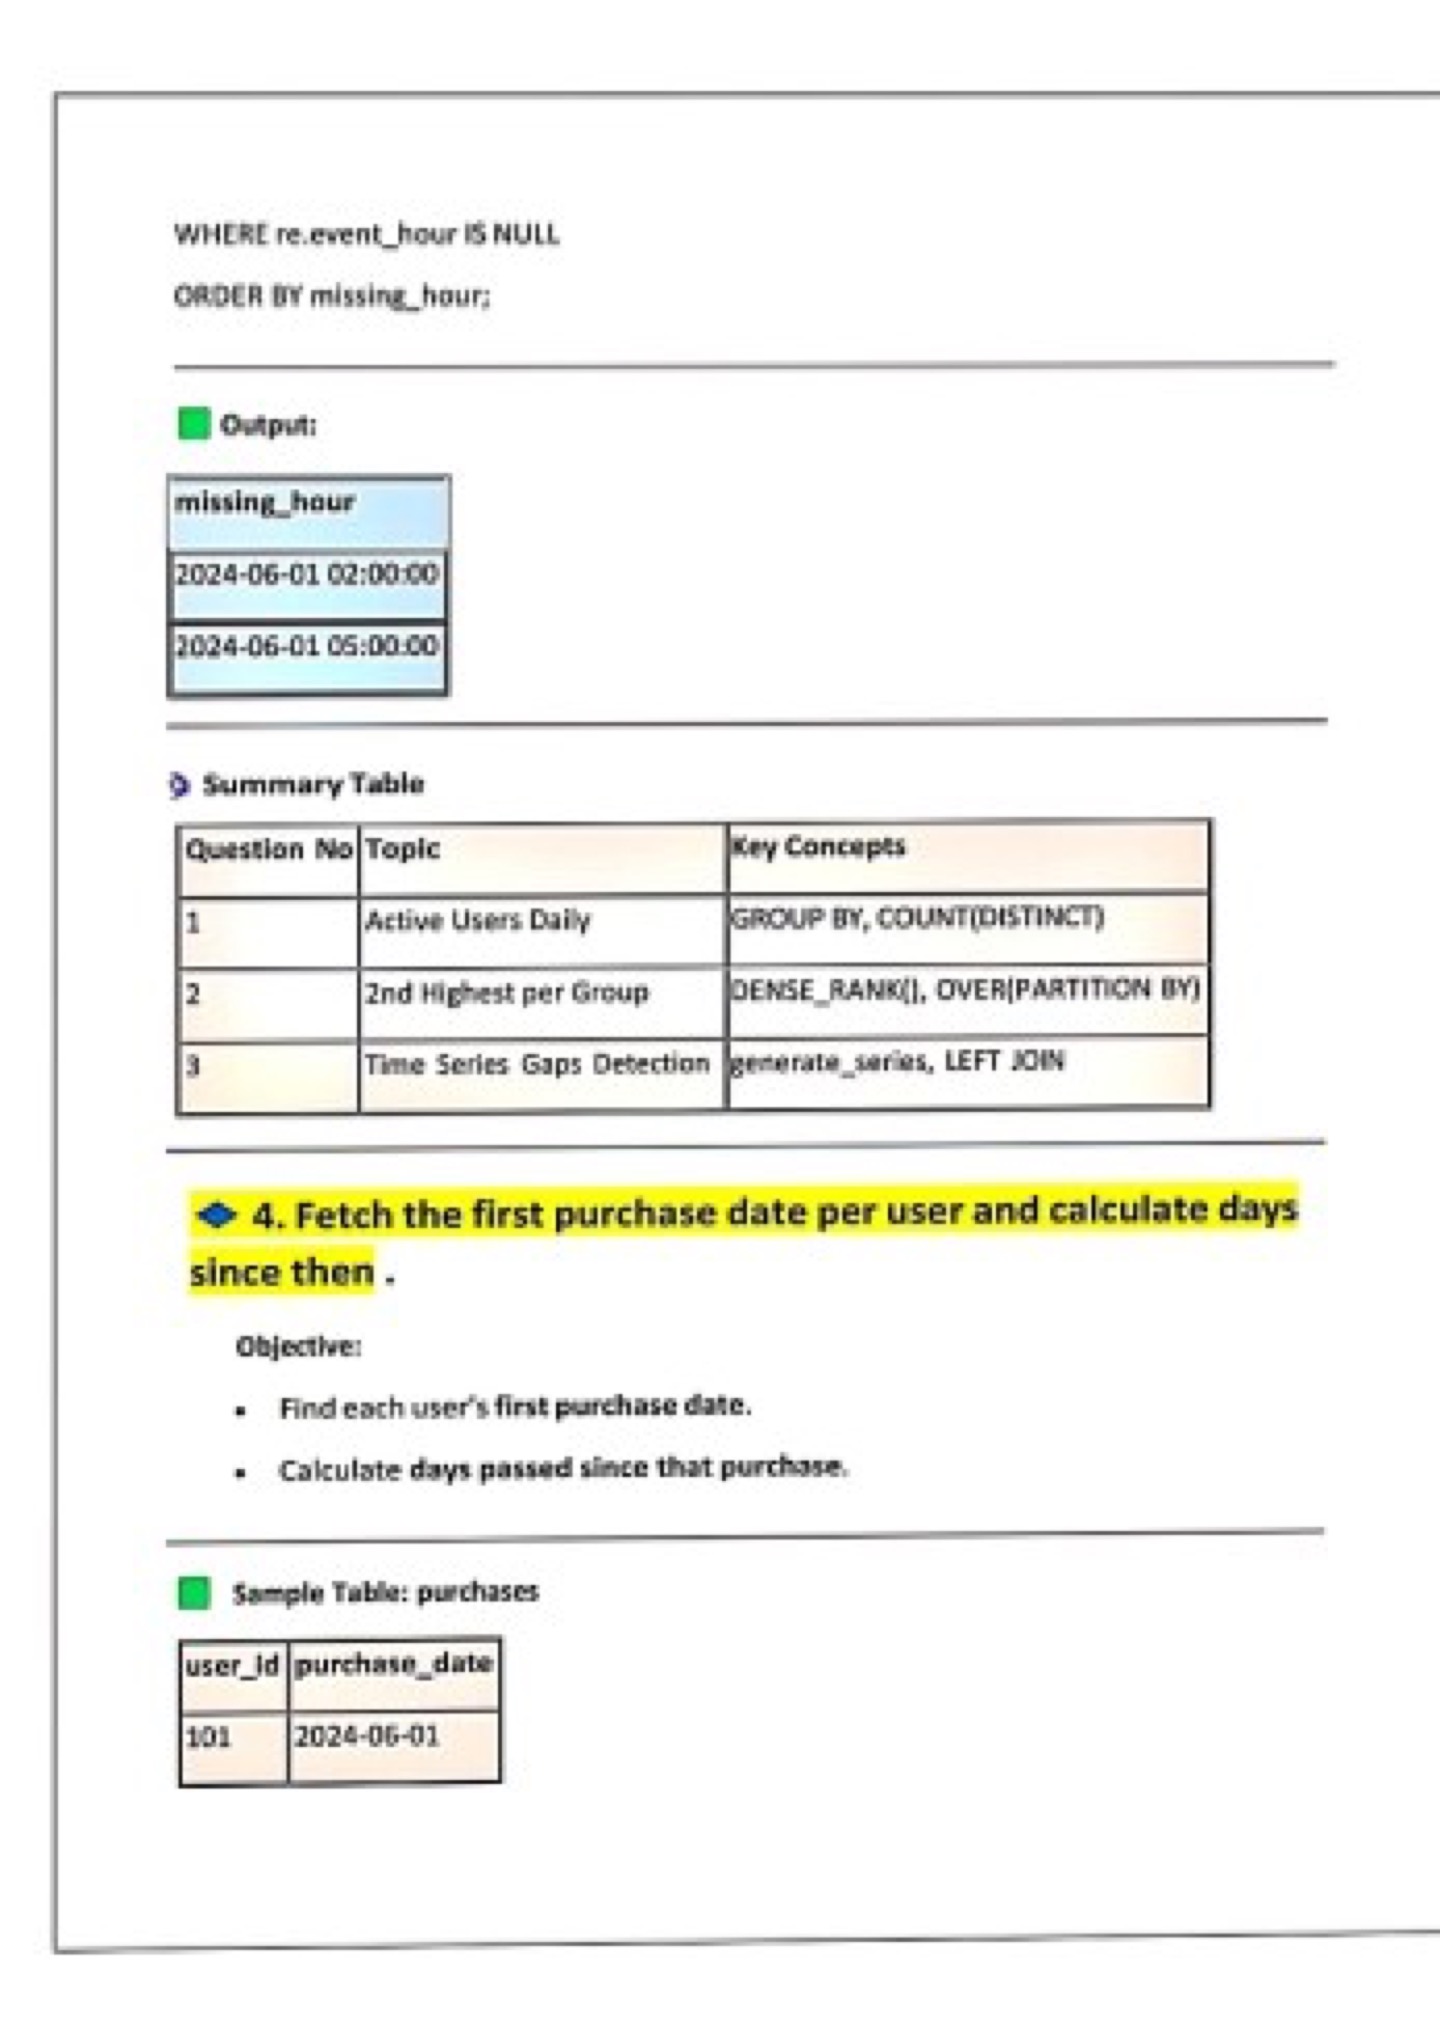 WHERE re.event_hour IS NULL
ORDER BY missing_hour;
Output:
missing_hour
2024-06-01 02:00:00
2024-06-01 05:00:00
Summary Table
Question No Topic Key Concepts
1 Active Users Daily GROUP BY, COUNT(DISTINCT)
2 2nd Highest per Group DENSE_RANK(), OVER(PARTITION BY)
3 Time Series Gaps Detection generate_series, LEFT JOIN
4. Fetch the first purchase date per user and calculate days
since then .
Objective:
• Find each user's first purchase date.
• Calculate days passed since that purchase.
Sample Table: purchases
user_id purchase_date
101 2024-06-01